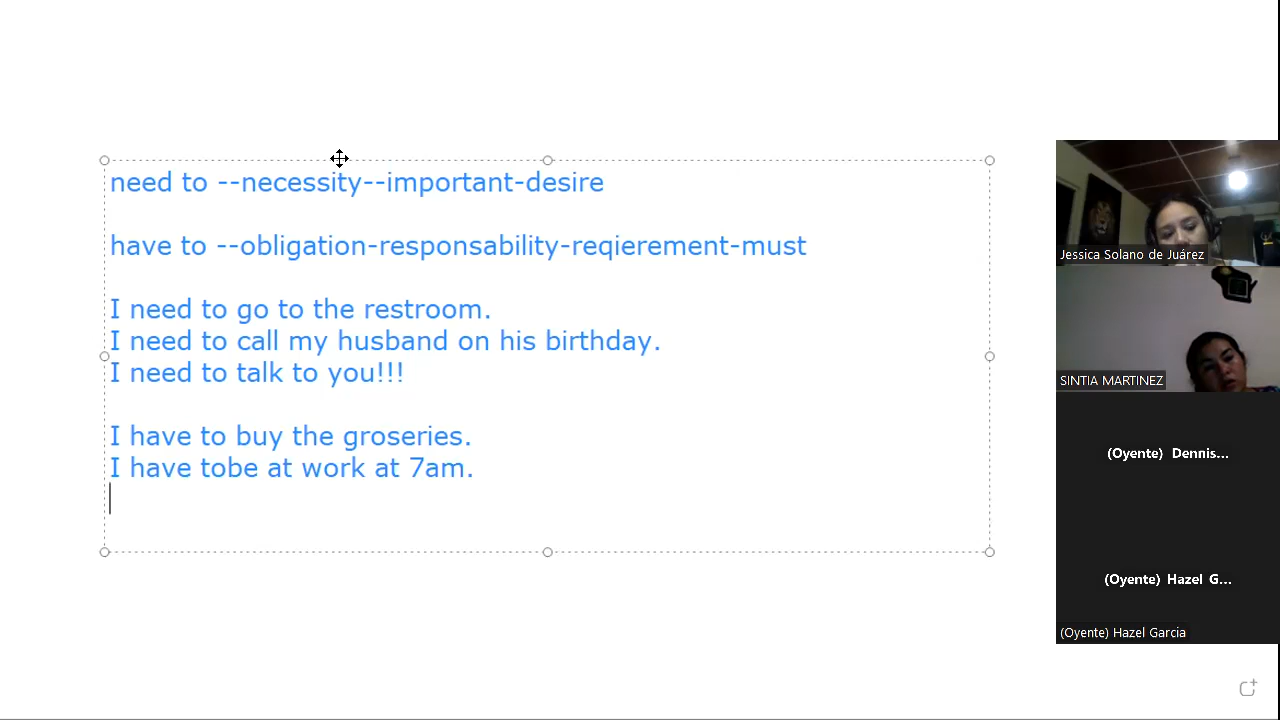 need to --necessity--important-desire
have to --obligation-responsability-reqierement-must
I need to go to the restroom.
I need to call my husband on his birthday.
I need to talk to you!!!
I have to buy the groseries.
I have tobe at work at 7am.
Jessica Solano de Juárez
SINTIA MARTINEZ
(Oyente) Dennis...
(Oyente) Hazel G...
(Oyente) Hazel Garcia